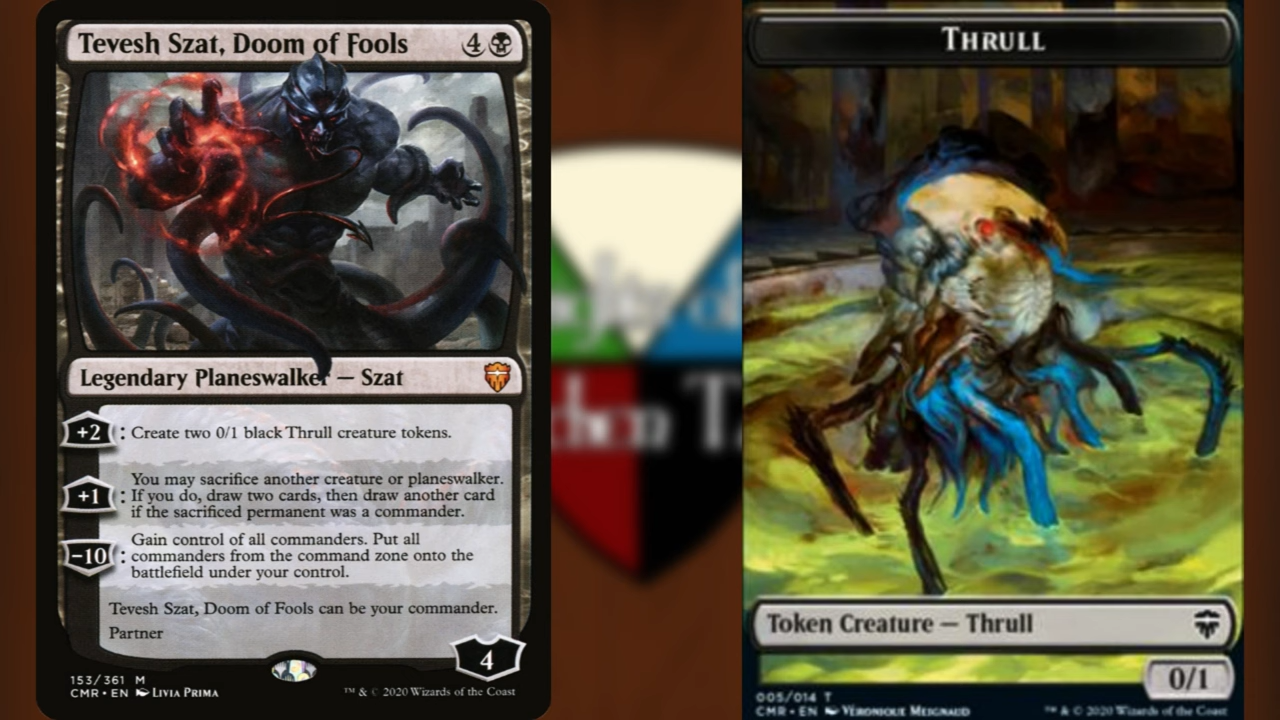 Tevesh Szat, Doom of Fools 4
Legendary Planeswalker — Szat
+2 : Create two 0/1 black Thrull creature tokens.
You may sacrifice another creature or planeswalker.
+1 : If you do, draw two cards, then draw another card
if the sacrificed permanent was a commander.
Gain control of all commanders. Put all
−10 : commanders from the command zone onto the
battlefield under your control.
Tevesh Szat, Doom of Fools can be your commander.
Partner
4
153/361 M
CMR • EN LIVIA PRIMA
™ & © 2020 Wizards of the Coast
THRULL
Token Creature — Thrull
0/1
005/014 T
CMR • EN VÉRONIQUE MEIGNAUD
™ & © 2020 Wizards of the Coast